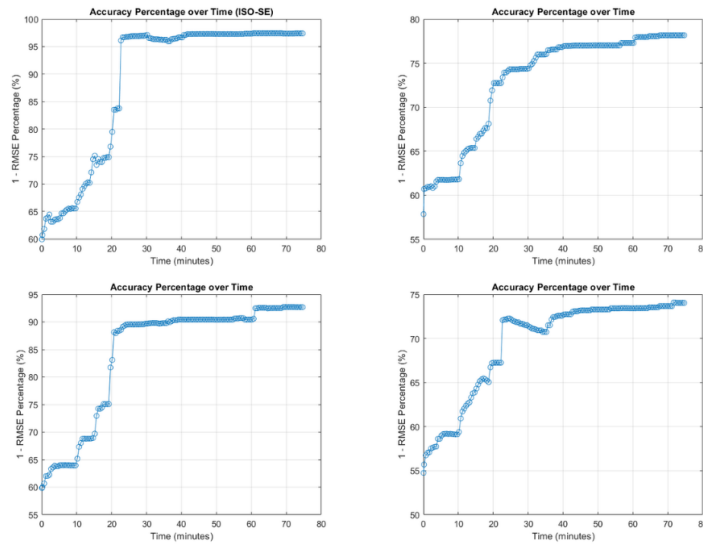 Accuracy Percentage over Time (ISO-SE)
100
95
90
85
80
75
70
65
60
1 - RMSE Percentage (%)
0 10 20 30 40 50 60 70 80
Time (minutes)
Accuracy Percentage over Time
80
75
70
65
60
55
1 - RMSE Percentage (%)
0 10 20 30 40 50 60 70 80
Time (minutes)
Accuracy Percentage over Time
95
90
85
80
75
70
65
60
55
1 - RMSE Percentage (%)
0 10 20 30 40 50 60 70 80
Time (minutes)
Accuracy Percentage over Time
75
70
65
60
55
50
1 - RMSE Percentage (%)
0 10 20 30 40 50 60 70 80
Time (minutes)